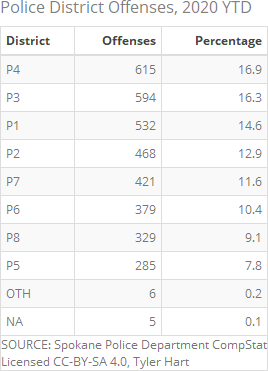 Police District Offenses, 2020 YTD
District Offenses Percentage
P4 615 16.9
P3 594 16.3
P1 532 14.6
P2 468 12.9
P7 421 11.6
P6 379 10.4
P8 329 9.1
P5 285 7.8
OTH 6 0.2
NA 5 0.1
SOURCE: Spokane Police Department CompStat
Licensed CC-BY-SA 4.0, Tyler Hart